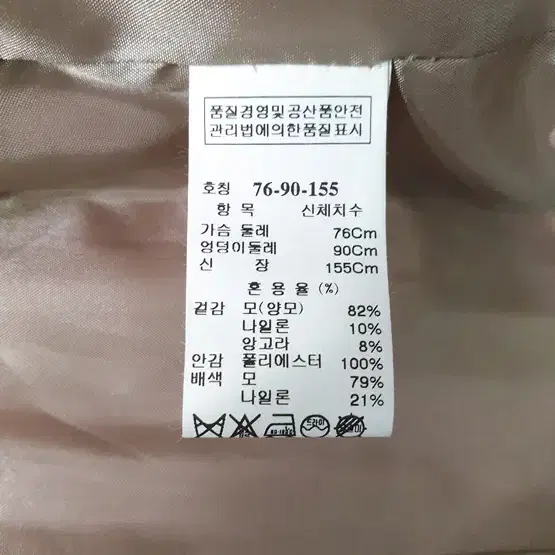 품질경영및공산품안전
관리법에의한품질표시
호칭 76-90-155
항 목 신체치수
가슴 둘레 76Cm
엉덩이둘레 90Cm
신 장 155Cm
혼 용 율 (%)
겉감 모(양모) 82%
나일론 10%
앙고라 8%
안감 폴리에스터 100%
배색 모 79%
나일론 21%
드라이